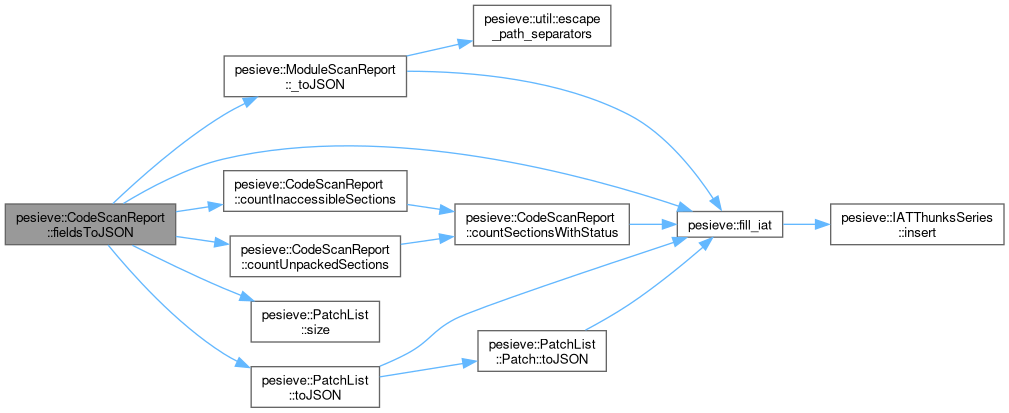 pesieve::util::escape
_path_separators
pesieve::ModuleScanReport
::_toJSON
pesieve::CodeScanReport
::fieldsToJSON
pesieve::CodeScanReport
::countInaccessibleSections
pesieve::CodeScanReport
::countUnpackedSections
pesieve::CodeScanReport
::countSectionsWithStatus
pesieve::fill_iat
pesieve::IATThunksSeries
::insert
pesieve::PatchList
::size
pesieve::PatchList
::toJSON
pesieve::PatchList
::Patch::toJSON